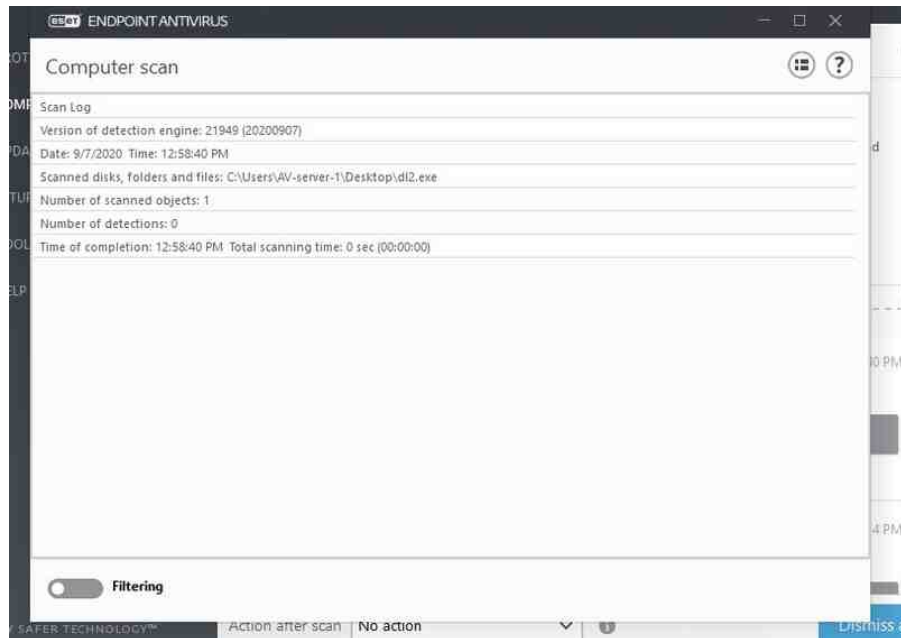 eset ENDPOINT ANTIVIRUS
Computer scan
Scan Log
Version of detection engine: 21949 (20200907)
Date: 9/7/2020 Time: 12:58:40 PM
Scanned disks, folders and files: C:\Users\AV-server-1\Desktop\dl2.exe
Number of scanned objects: 1
Number of detections: 0
Time of completion: 12:58:40 PM Total scanning time: 0 sec (00:00:00)
Filtering
SAFER TECHNOLOGY™
Action after scan No action
Dismiss